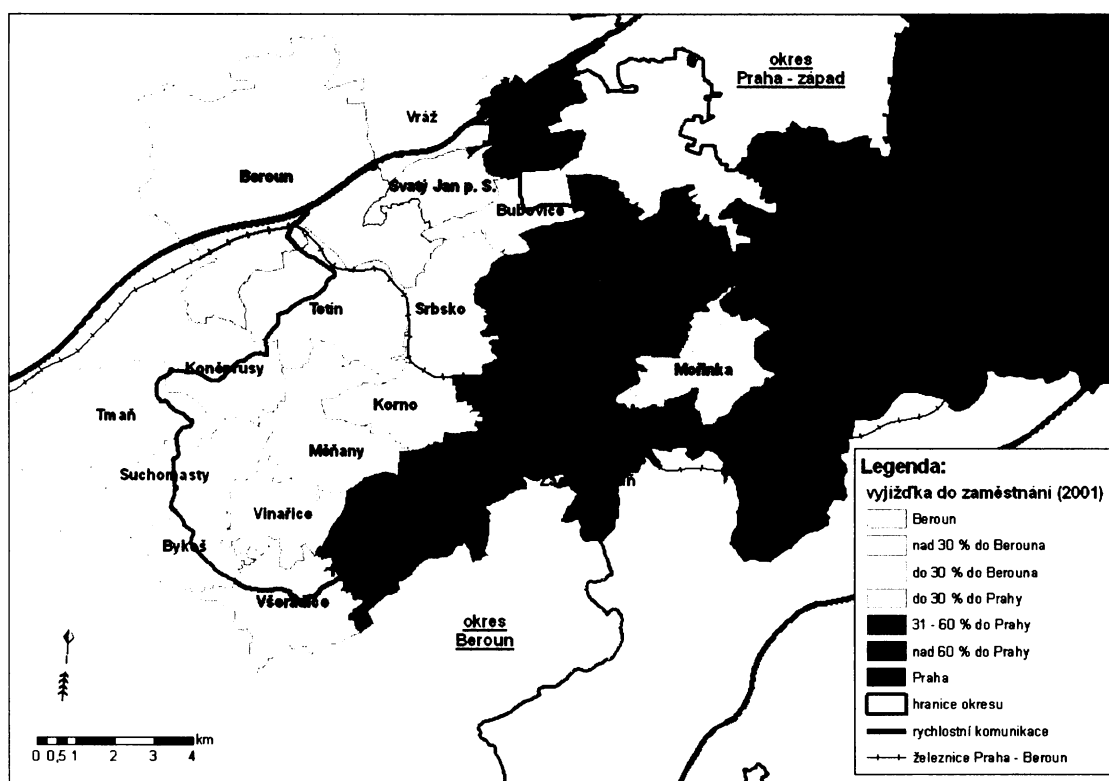 okres
Praha - západ
Vráž
Beroun
Svatý Jan p. S.
Bubovice
Tetín
Srbsko
Koněprusy
Mořinka
Tmaň
Korno
Měňany
Suchomasty
Vinařice
Bykoš
Všeradice
okres
Beroun
km
0 0,5 1 2 3 4
Legenda:
vyjížďka do zaměstnání (2001)
Beroun
nad 30 % do Berouna
do 30 % do Berouna
do 30 % do Prahy
31 - 60 % do Prahy
nad 60 % do Prahy
Praha
hranice okresu
rychlostní komunikace
železnice Praha - Beroun